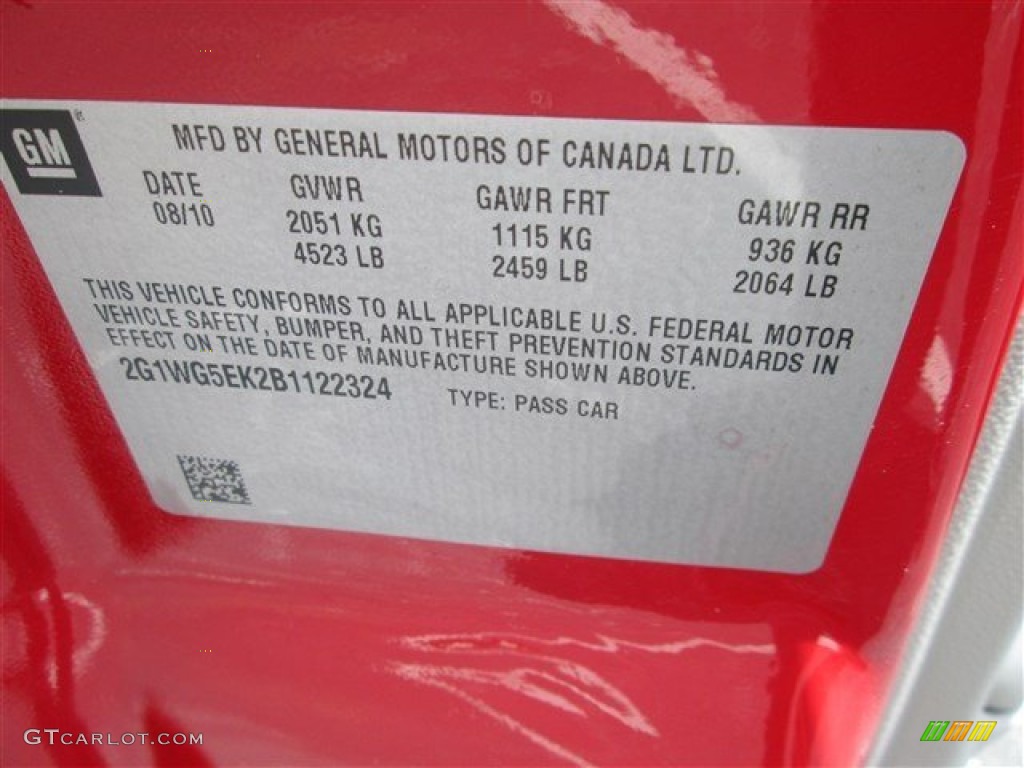 GM
MFD BY GENERAL MOTORS OF CANADA LTD.
DATE GVWR GAWR FRT GAWR RR
08/10 2051 KG 1115 KG 936 KG
4523 LB 2459 LB 2064 LB
THIS VEHICLE CONFORMS TO ALL APPLICABLE U.S. FEDERAL MOTOR
VEHICLE SAFETY, BUMPER, AND THEFT PREVENTION STANDARDS IN
EFFECT ON THE DATE OF MANUFACTURE SHOWN ABOVE.
2G1WG5EK2B1122324 TYPE: PASS CAR
GTCARLOT.COM